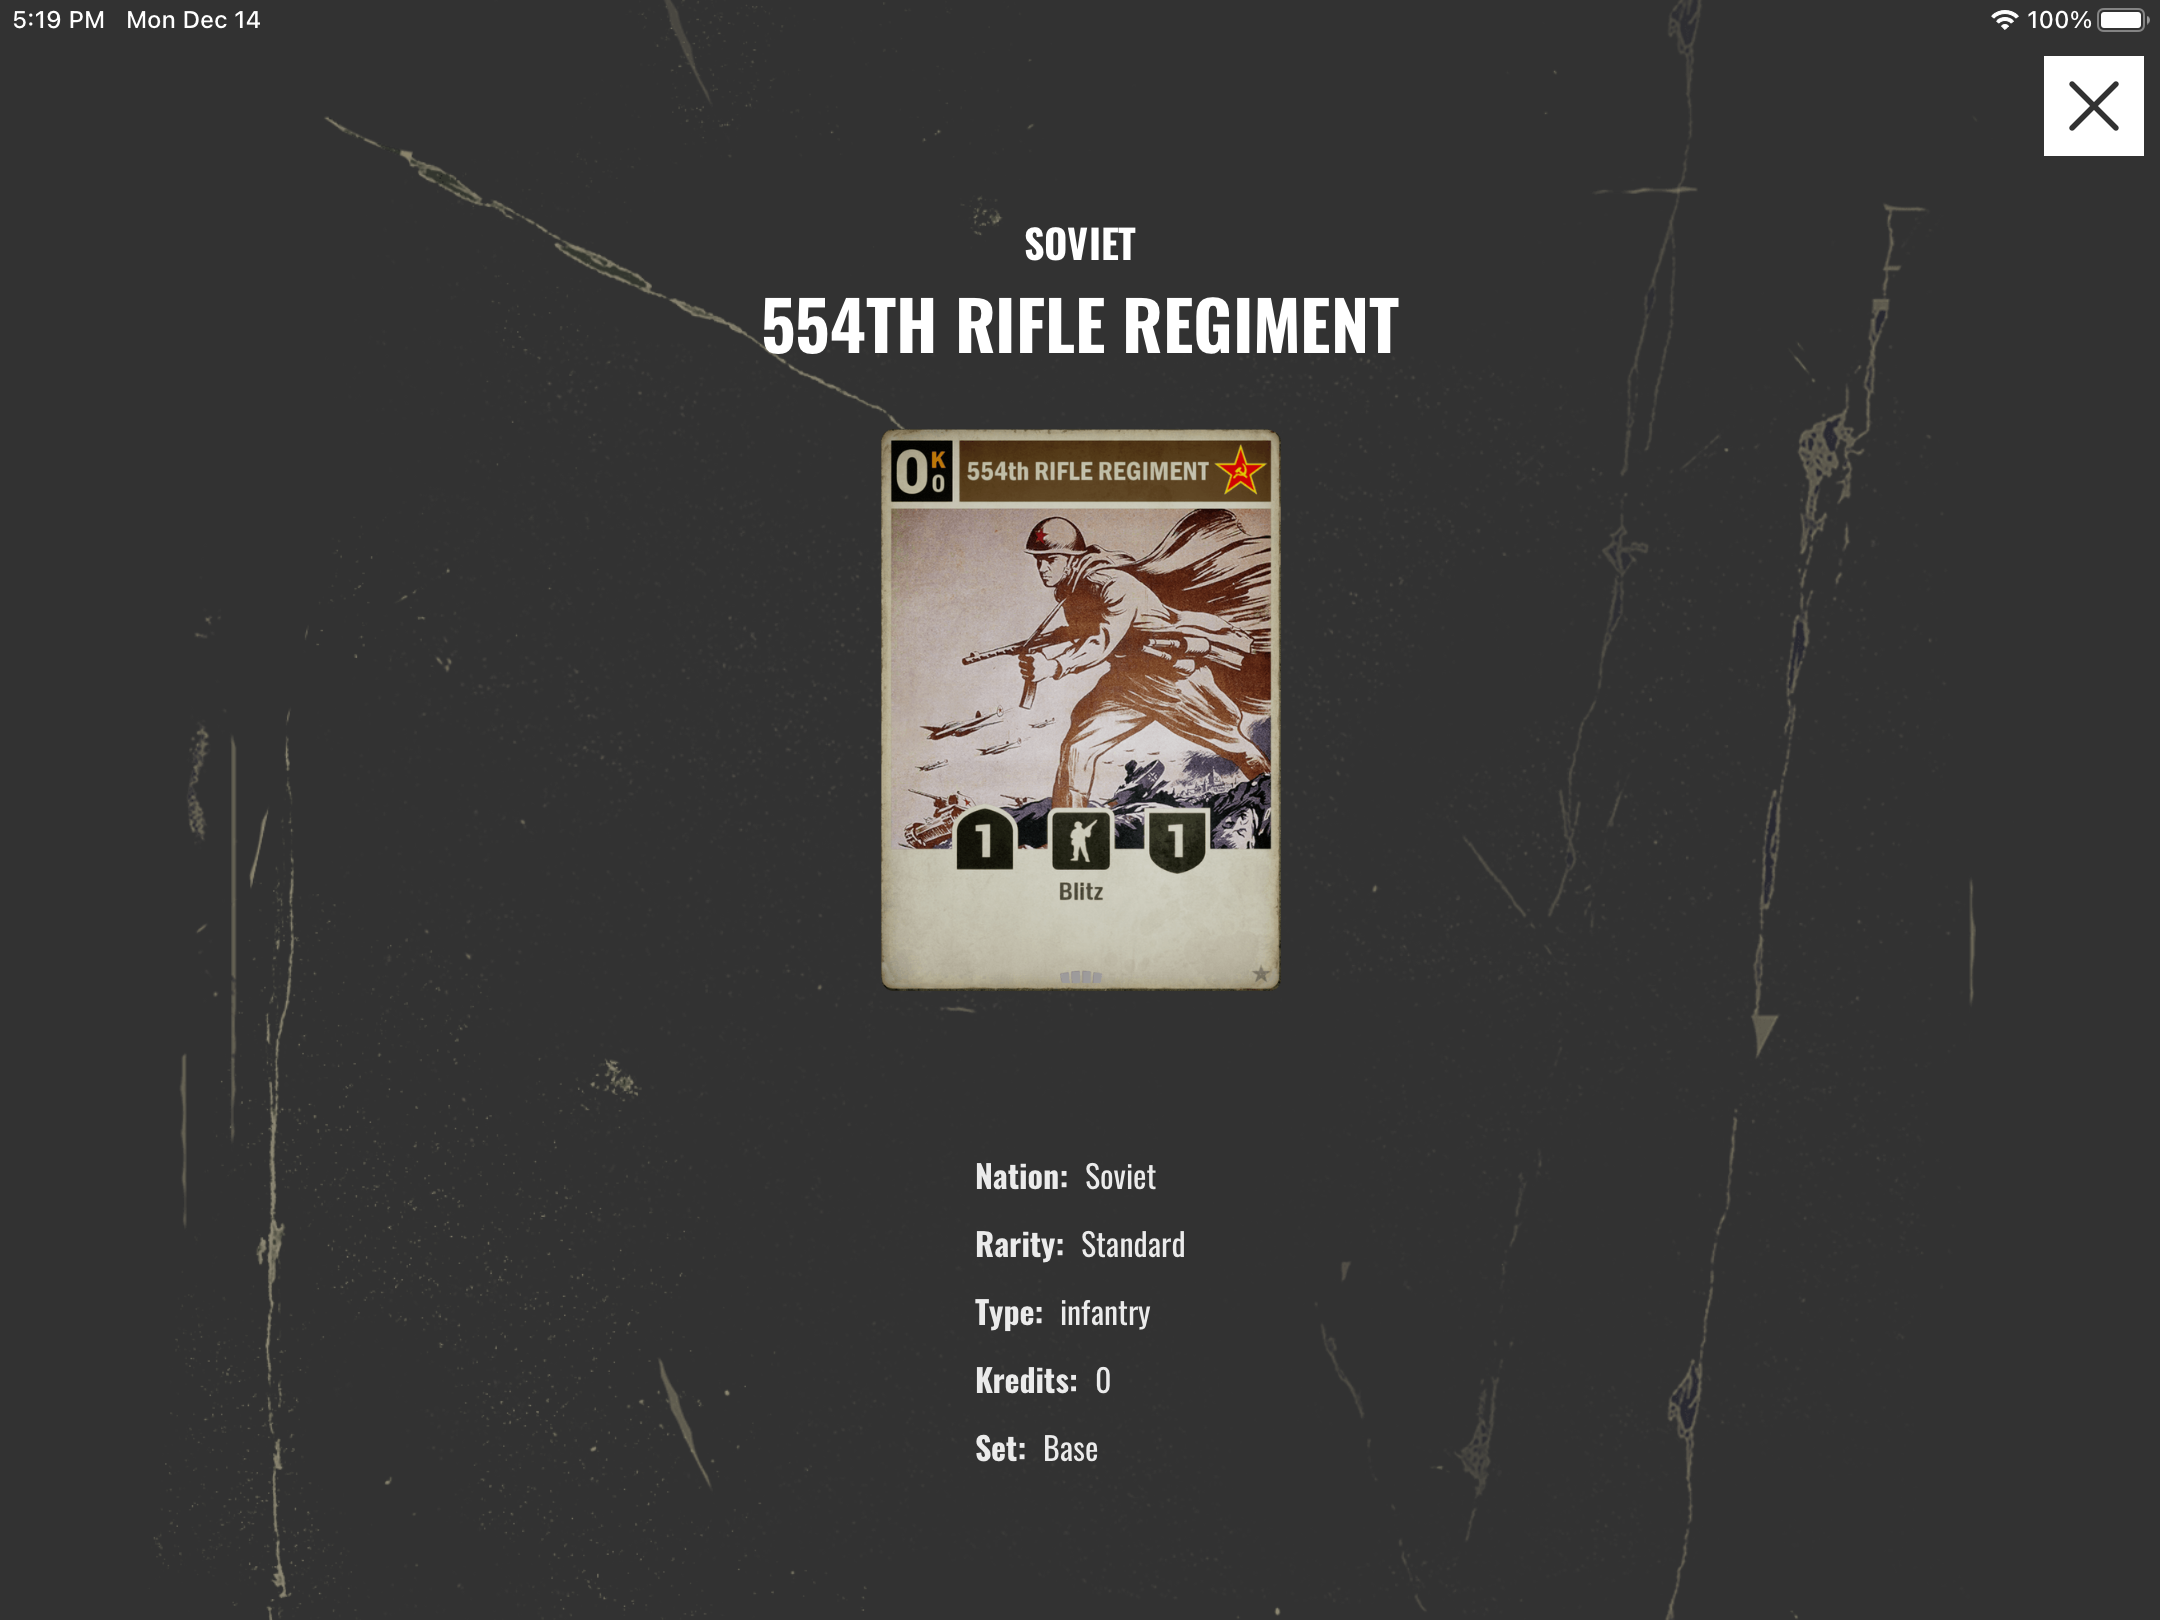 5:19 PM Mon Dec 14
100%
SOVIET
554TH RIFLE REGIMENT
0 K 0
554th RIFLE REGIMENT
1
1
Blitz
Nation: Soviet
Rarity: Standard
Type: infantry
Kredits: 0
Set: Base